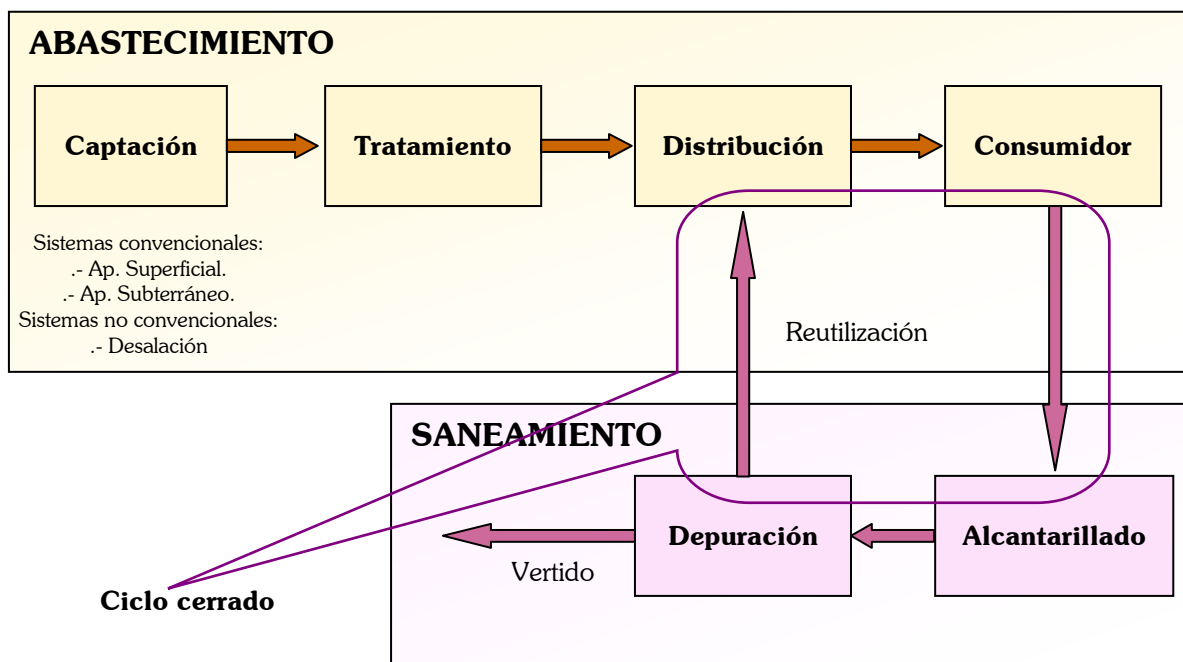 ABASTECIMIENTO
Captación
Tratamiento
Distribución
Consumidor
Sistemas convencionales:
.- Ap. Superficial.
.- Ap. Subterráneo.
Sistemas no convencionales:
.- Desalación
Reutilización
SANEAMIENTO
Depuración
Alcantarillado
Vertido
Ciclo cerrado